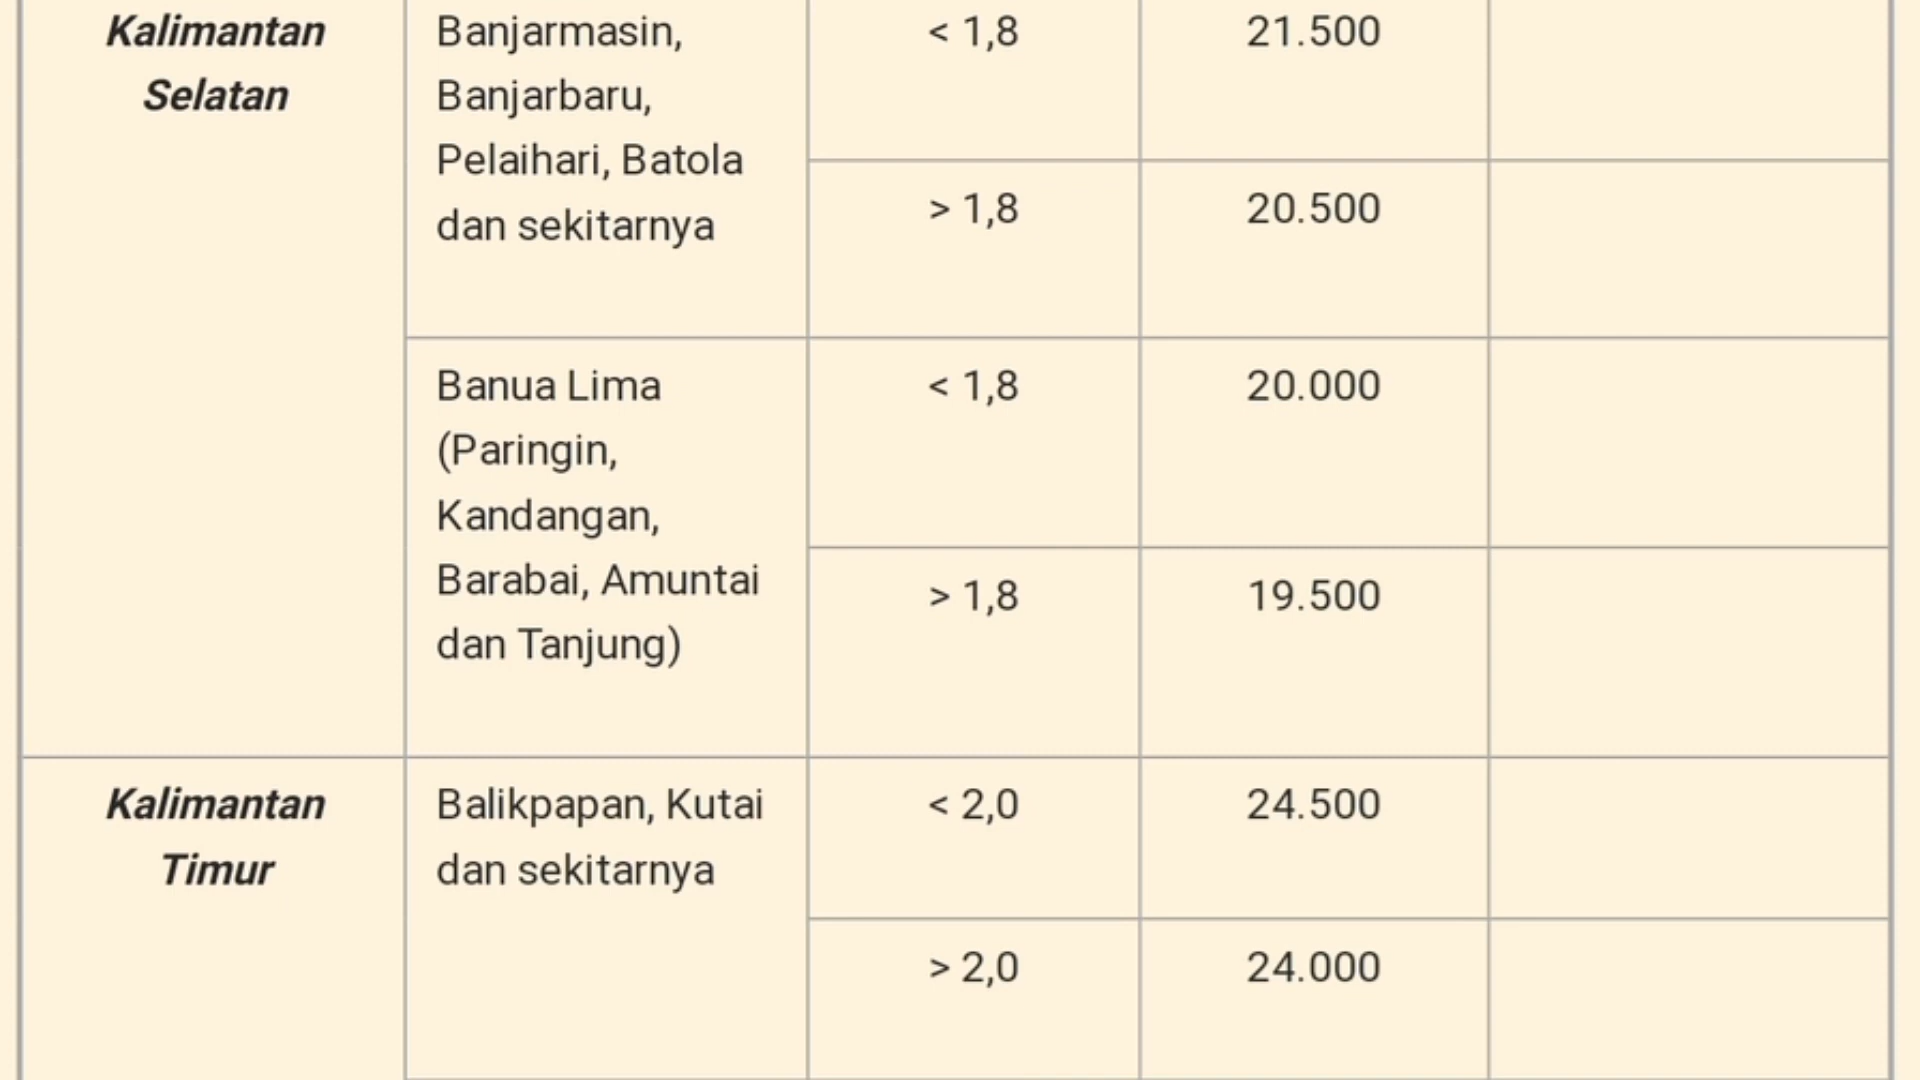 Kalimantan
Selatan
Banjarmasin,
Banjarbaru,
Pelaihari, Batola
dan sekitarnya
< 1,8
21.500
> 1,8
20.500
Banua Lima
(Paringin,
Kandangan,
Barabai, Amuntai
dan Tanjung)
< 1,8
20.000
> 1,8
19.500
Kalimantan
Timur
Balikpapan, Kutai
dan sekitarnya
< 2,0
24.500
> 2,0
24.000